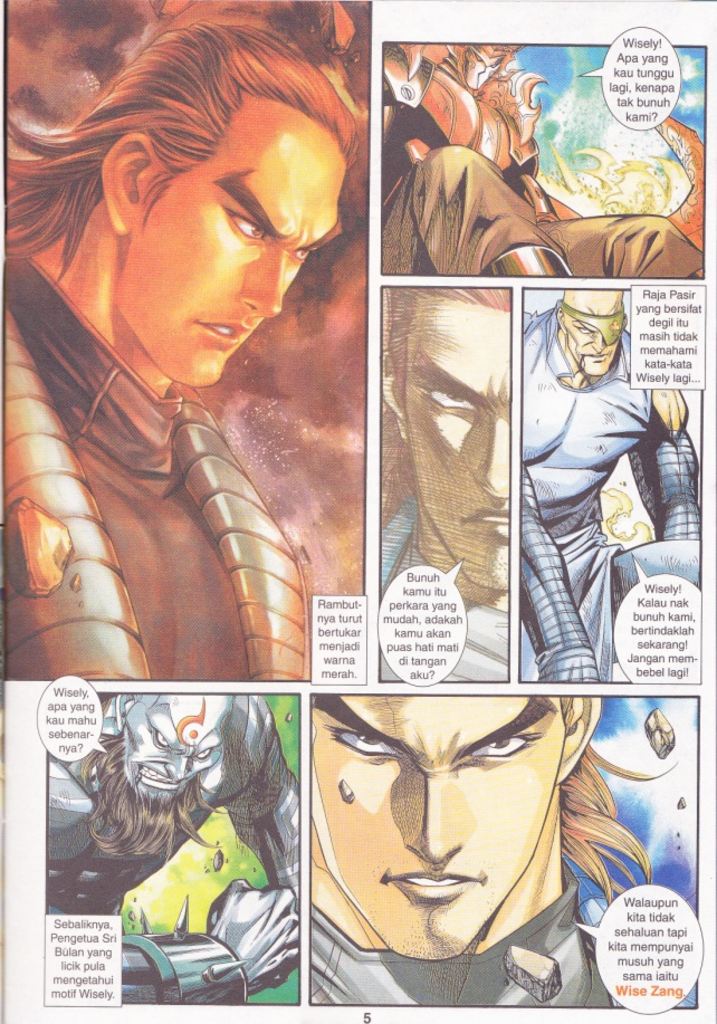 Wisely!
Apa yang
kau tunggu
lagi, kenapa
tak bunuh
kami?
Rambut-
nya turut
bertukar
menjadi
warna
merah.
Bunuh
kamu itu
perkara yang
mudah, adakah
kamu akan
puas hati mati
di tangan
aku?
Raja Pasir
yang bersifat
degil itu
masih tidak
memahami
kata-kata
Wisely lagi...
Wisely!
Kalau nak
bunuh kami,
bertindaklah
sekarang!
Jangan mem-
bebel lagi!
Wisely,
apa yang
kau mahu
sebenar-
nya?
Sebaliknya,
Pengetua Sri
Bulan yang
licik pula
mengetahui
motif Wisely.
Walaupun
kita tidak
sehaluan tapi
kita mempunyai
musuh yang
sama iaitu
Wise Zang.
5